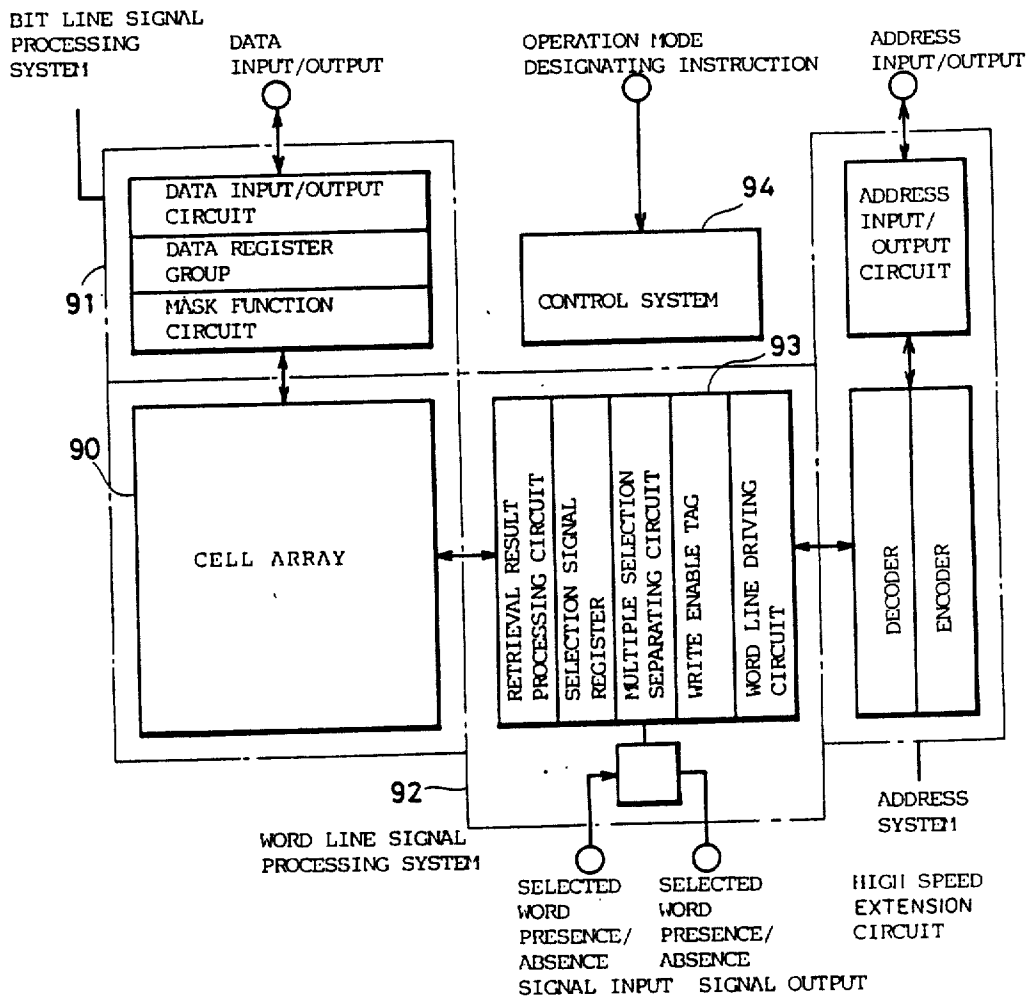 BIT LINE SIGNAL
PROCESSING
SYSTEM
DATA
INPUT/OUTPUT
OPERATION MODE
DESIGNATING INSTRUCTION
ADDRESS
INPUT/OUTPUT
DATA INPUT/OUTPUT
CIRCUIT
DATA REGISTER
GROUP
MASK FUNCTION
CIRCUIT
91
94
CONTROL SYSTEM
ADDRESS
INPUT/
OUTPUT
CIRCUIT
93
90
CELL ARRAY
RETRIEVAL RESULT
PROCESSING CIRCUIT
SELECTION SIGNAL
REGISTER
MULTIPLE SELECTION
SEPARATING CIRCUIT
WRITE ENABLE TAG
WORD LINE DRIVING
CIRCUIT
DECODER
ENCODER
92
WORD LINE SIGNAL
PROCESSING SYSTEM
ADDRESS
SYSTEM
SELECTED
WORD
PRESENCE/
ABSENCE
SIGNAL INPUT
SELECTED
WORD
PRESENCE/
ABSENCE
SIGNAL OUTPUT
HIGH SPEED
EXTENSION
CIRCUIT